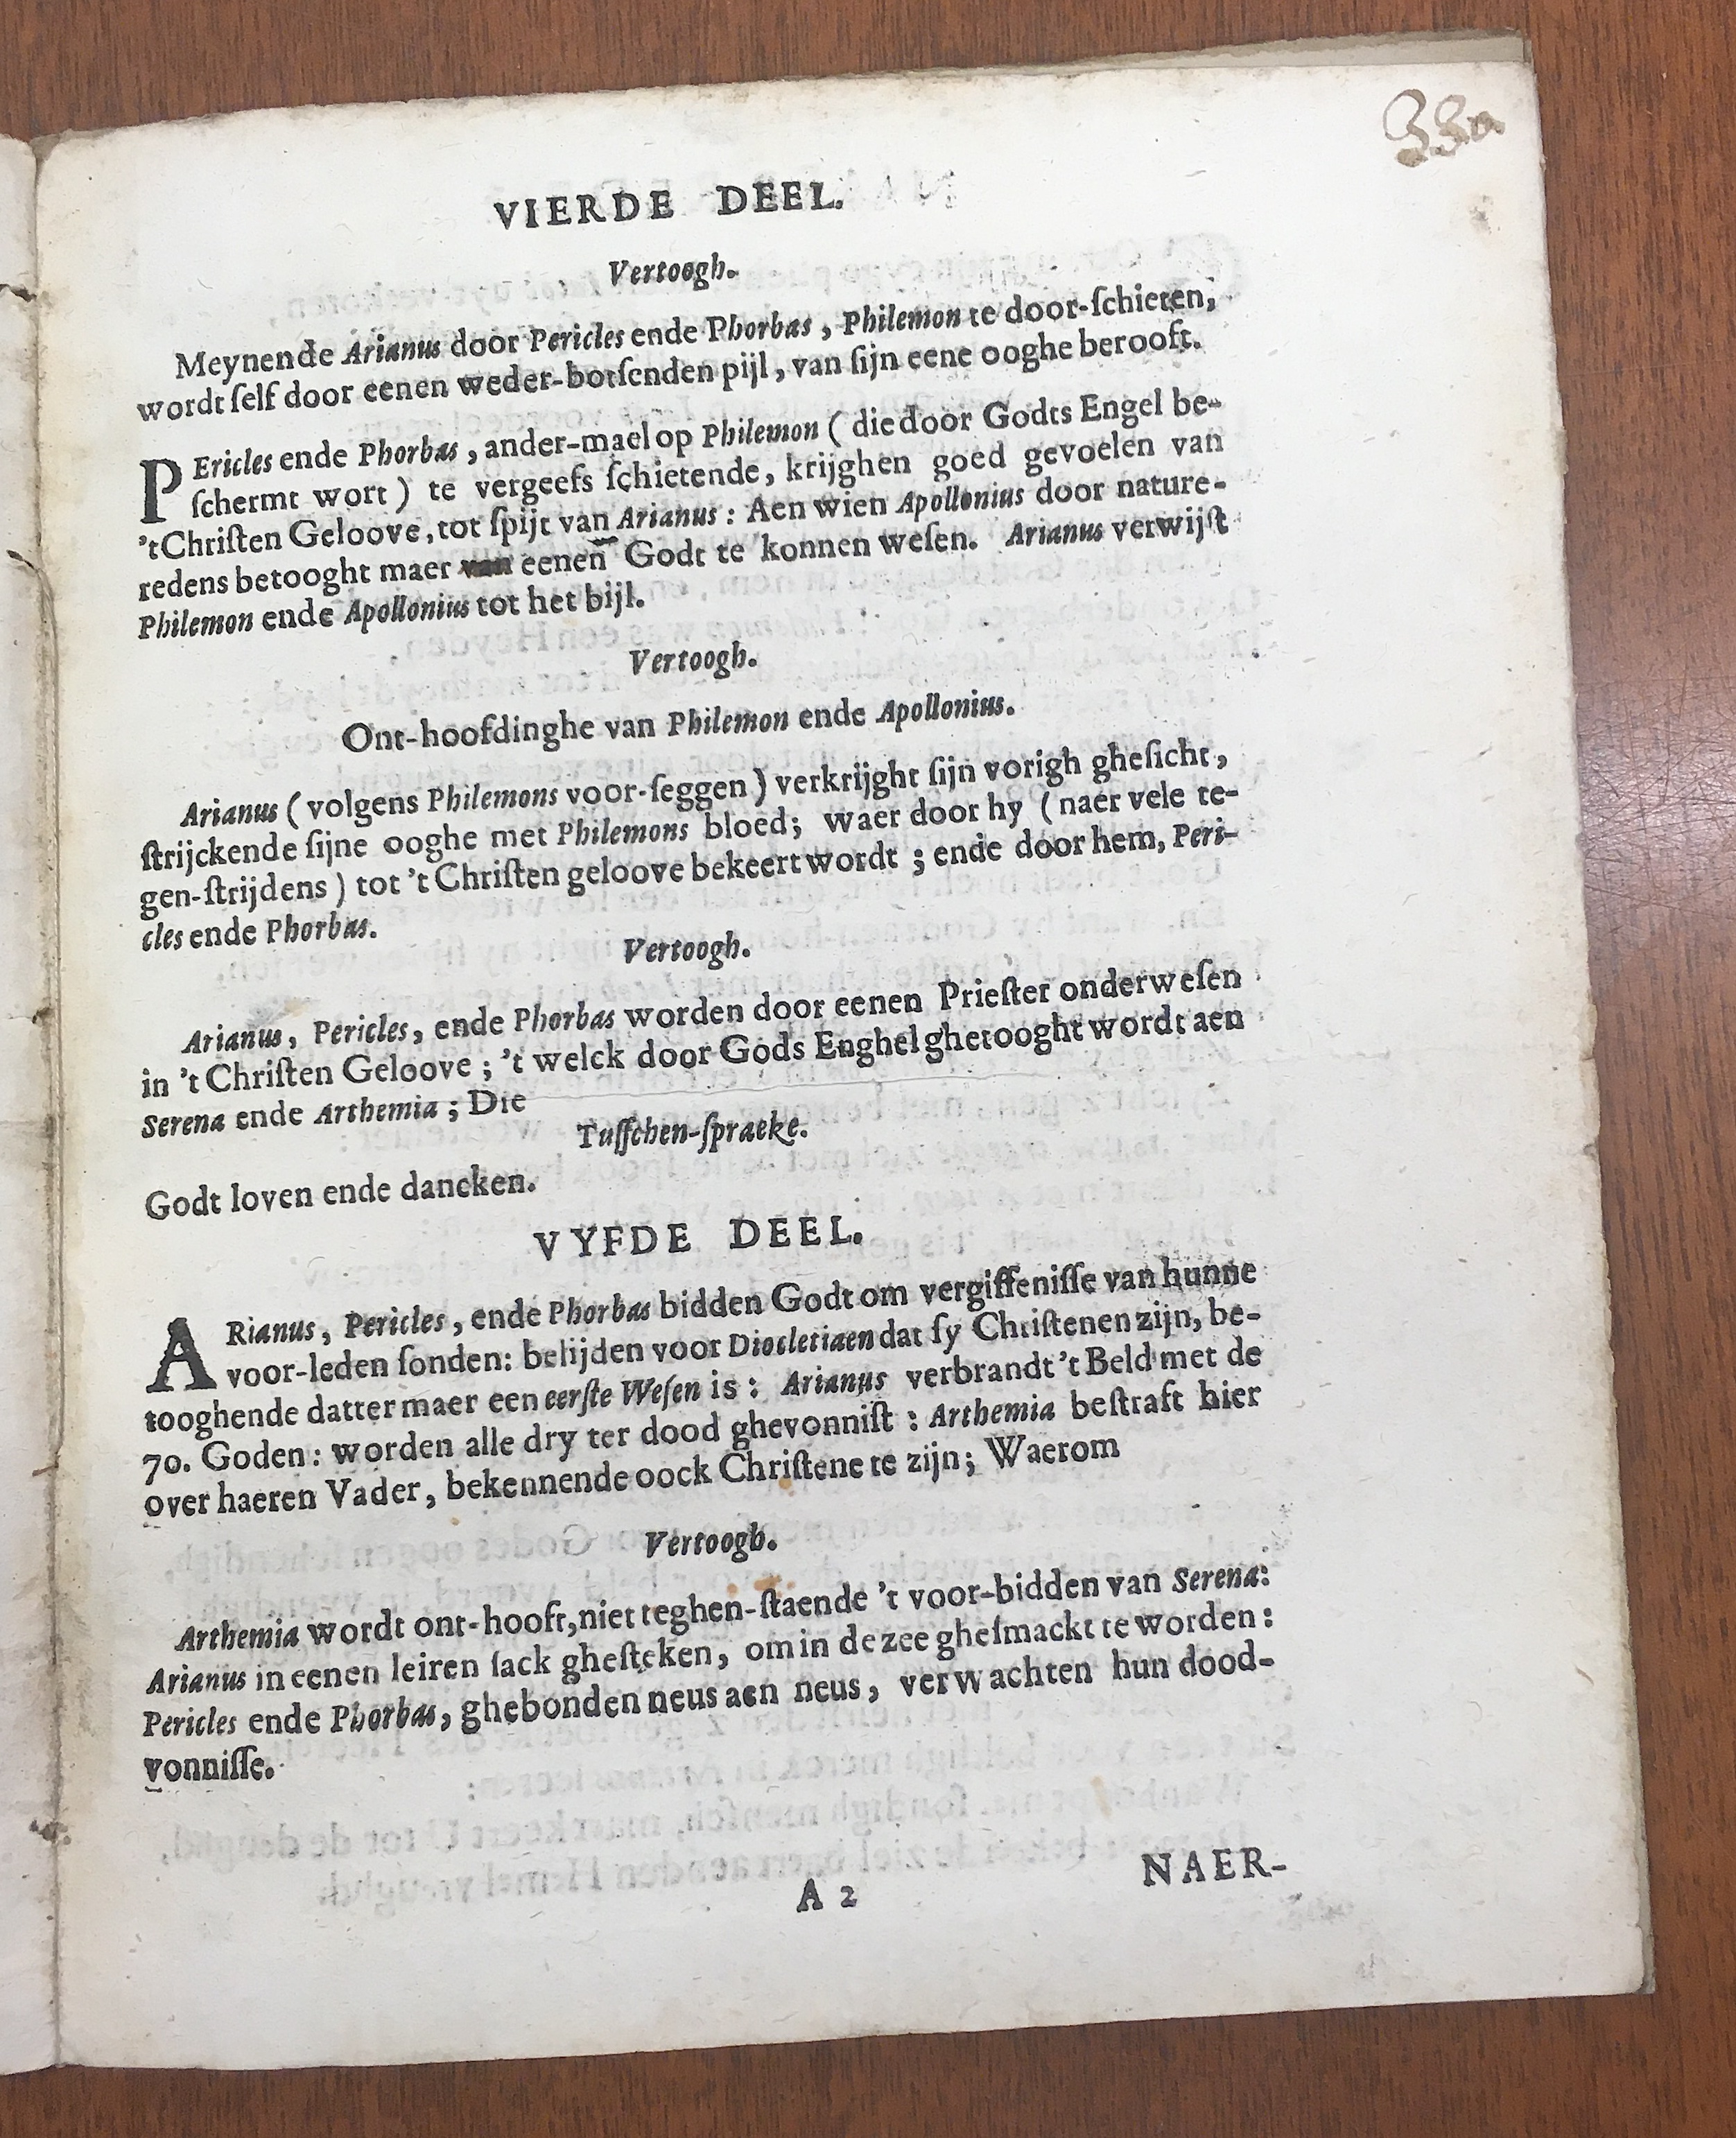 33a
VIERDE DEEL.
Vertoogh.
Meynende Arianus door Pericles ende Phorbas, Philemon te door-ſchieten,
wordt ſelf door eenen weder-botſenden pijl, van ſijn eene ooghe berooft.
PEricles ende Phorbas, ander-mael op Philemon ( die door Godts Engel be-
ſchermt wort ) te vergeefs ſchietende, krijghen goed gevoelen van
't Chriſten Geloove, tot ſpijt van Arianus: Aen wien Apollonius door nature-
redens betooght maer eenen Godt te konnen weſen. Arianus verwijſt
Philemon ende Apollonius tot het bijl.
Vertoogh.
Ont-hoofdinghe van Philemon ende Apollonius.
Arianus ( volgens Philemons voor-ſeggen ) verkrijght ſijn vorigh gheſicht,
ſtrijckende ſijne ooghe met Philemons bloed; waer door hy ( naer vele te-
gen-ſtrijdens ) tot 't Chriſten geloove bekeert wordt ; ende door hem, Peri-
cles ende Phorbas.
Vertoogh.
Arianus, Pericles, ende Phorbas worden door eenen Prieſter onderweſen
in 't Chriſten Geloove ; 't welck door Gods Enghel ghetooght wordt aen
Serena ende Arthemia ; Die
Tuſſchen-ſpraeke.
Godt loven ende dancken.
VYFDE DEEL.
ARianus, Pericles, ende Phorbas bidden Godt om vergiffeniſſe van hunne
voor-leden ſonden: belijden voor Diocletiaen dat ſy Chriſtenen zijn, be-
tooghende datter maer een eerſte Weſen is : Arianus verbrandt 't Beld met de
70. Goden : worden alle dry ter dood ghevonniſt : Arthemia beſtraft hier
over haeren Vader, bekennende oock Chriſtene te zijn; Waerom
Vertoogh.
Arthemia wordt ont-hooft, niet teghen-ſtaende 't voor-bidden van Serena:
Arianus in eenen leiren ſack gheſteken, om in de zee gheſmackt te worden :
Pericles ende Phorbas, ghebonden neus aen neus, verwachten hun dood-
vonniſſe.
A 2
NAER-